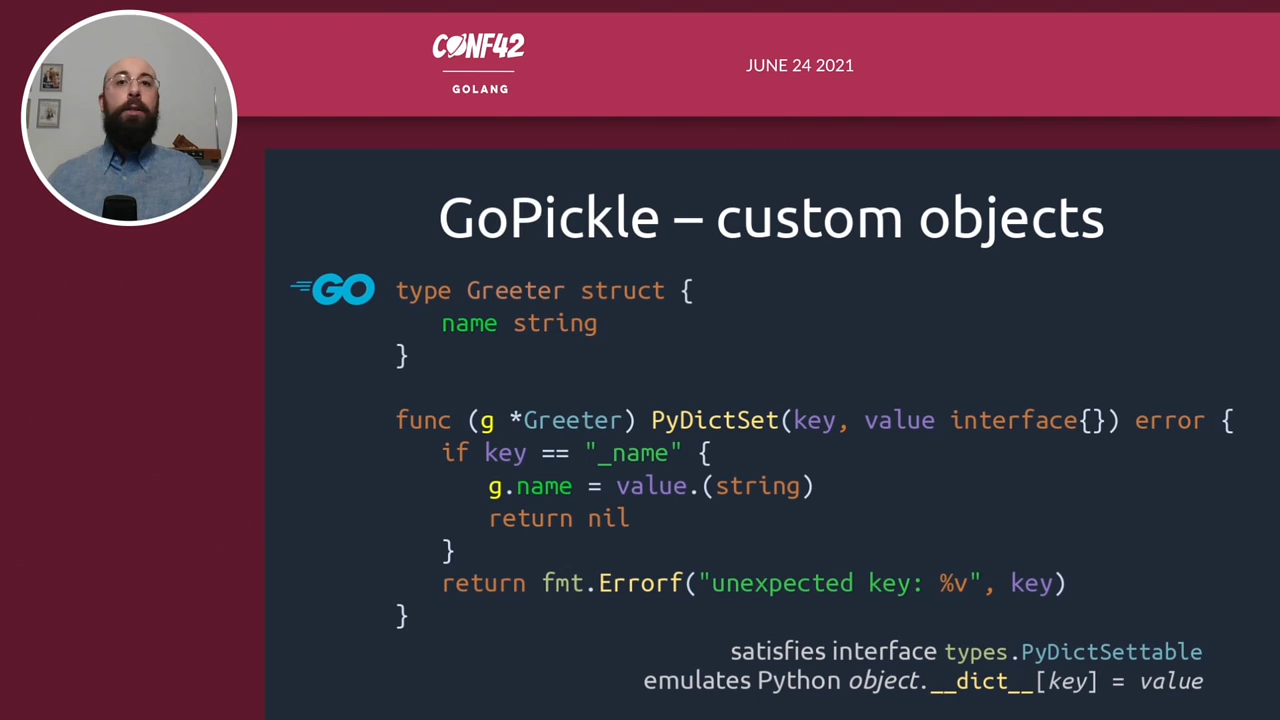 CONF42
GOLANG
JUNE 24 2021
GoPickle – custom objects
GO
type Greeter struct {
name string
}
func (g *Greeter) PyDictSet(key, value interface{}) error {
if key == "_name" {
g.name = value.(string)
return nil
}
return fmt.Errorf("unexpected key: %v", key)
}
satisfies interface types.PyDictSettable
emulates Python object.__dict__[key] = value